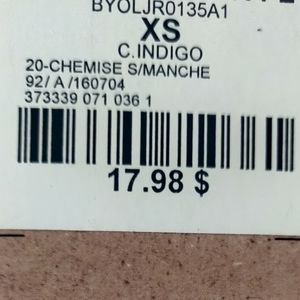 BYOLJR0135A1
XS
C.INDIGO
20-CHEMISE S/MANCHE
92/ A /160704
373339 071 036 1
17.98 $